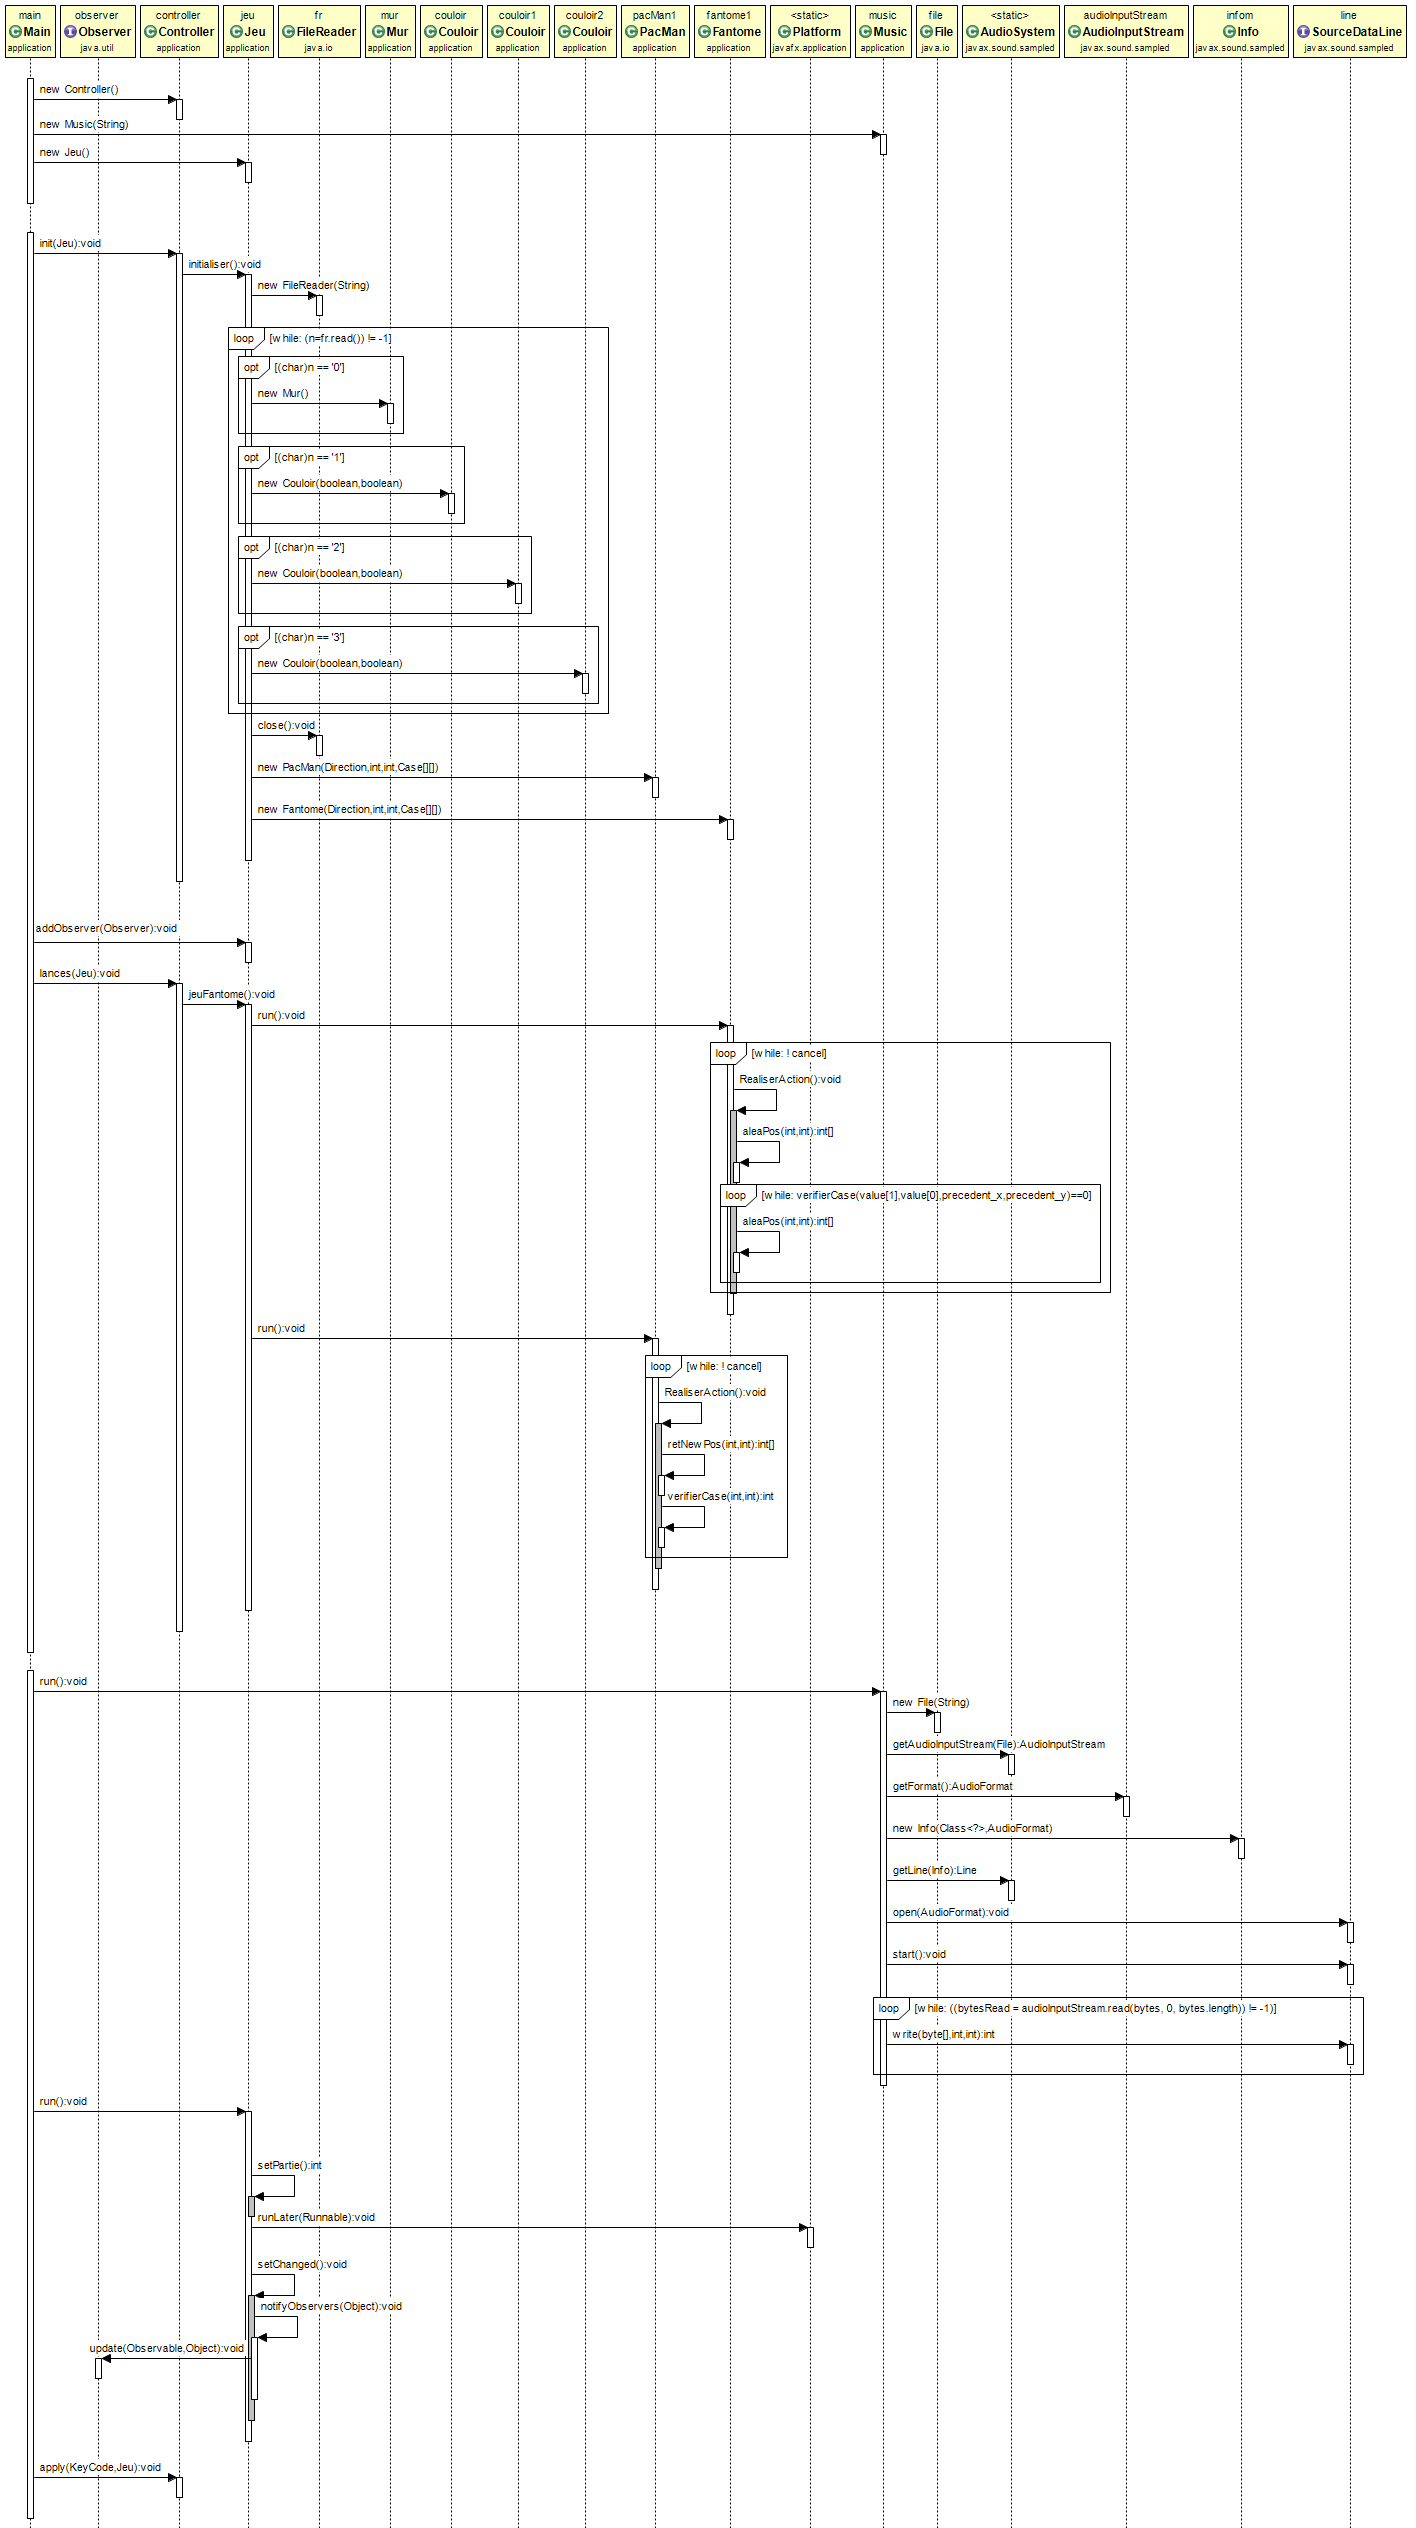 main observer controller jeu fr mur couloir couloir1 couloir2 pacMan1 fantome1 <static> music file <static> audioInputStream infom line
C Main I Observer C Controller C Jeu C FileReader C Mur C Couloir C Couloir C Couloir C PacMan C Fantome C Platform C Music C File C AudioSystem C AudioInputStream C Info I SourceDataLine
application java.util application application java.io application application application application application application javafx.application application java.io javax.sound.sampled javax.sound.sampled javax.sound.sampled javax.sound.sampled
new Controller()
new Music(String)
new Jeu()
init(Jeu):void
initialiser():void
new FileReader(String)
loop [while: (n=fr.read()) != -1]
opt [(char)n == '0']
new Mur()
opt [(char)n == '1']
new Couloir(boolean,boolean)
opt [(char)n == '2']
new Couloir(boolean,boolean)
opt [(char)n == '3']
new Couloir(boolean,boolean)
close():void
new PacMan(Direction,int,int,Case[][])
new Fantome(Direction,int,int,Case[][])
addObserver(Observer):void
lances(Jeu):void
jeuFantome():void
run():void
loop [while: ! cancel]
RealiserAction():void
aleaPos(int,int):int[]
loop [while: verifierCase(value[1],value[0],precedent_x,precedent_y)==0]
aleaPos(int,int):int[]
run():void
loop [while: ! cancel]
RealiserAction():void
retNewPos(int,int):int[]
verifierCase(int,int):int
run():void
new File(String)
getAudioInputStream(File):AudioInputStream
getFormat():AudioFormat
new Info(Class<?>,AudioFormat)
getLine(Info):Line
open(AudioFormat):void
start():void
loop [while: ((bytesRead = audioInputStream.read(bytes, 0, bytes.length)) != -1)]
write(byte[],int,int):int
run():void
setPartie():int
runLater(Runnable):void
setChanged():void
notifyObservers(Object):void
update(Observable,Object):void
apply(KeyCode,Jeu):void